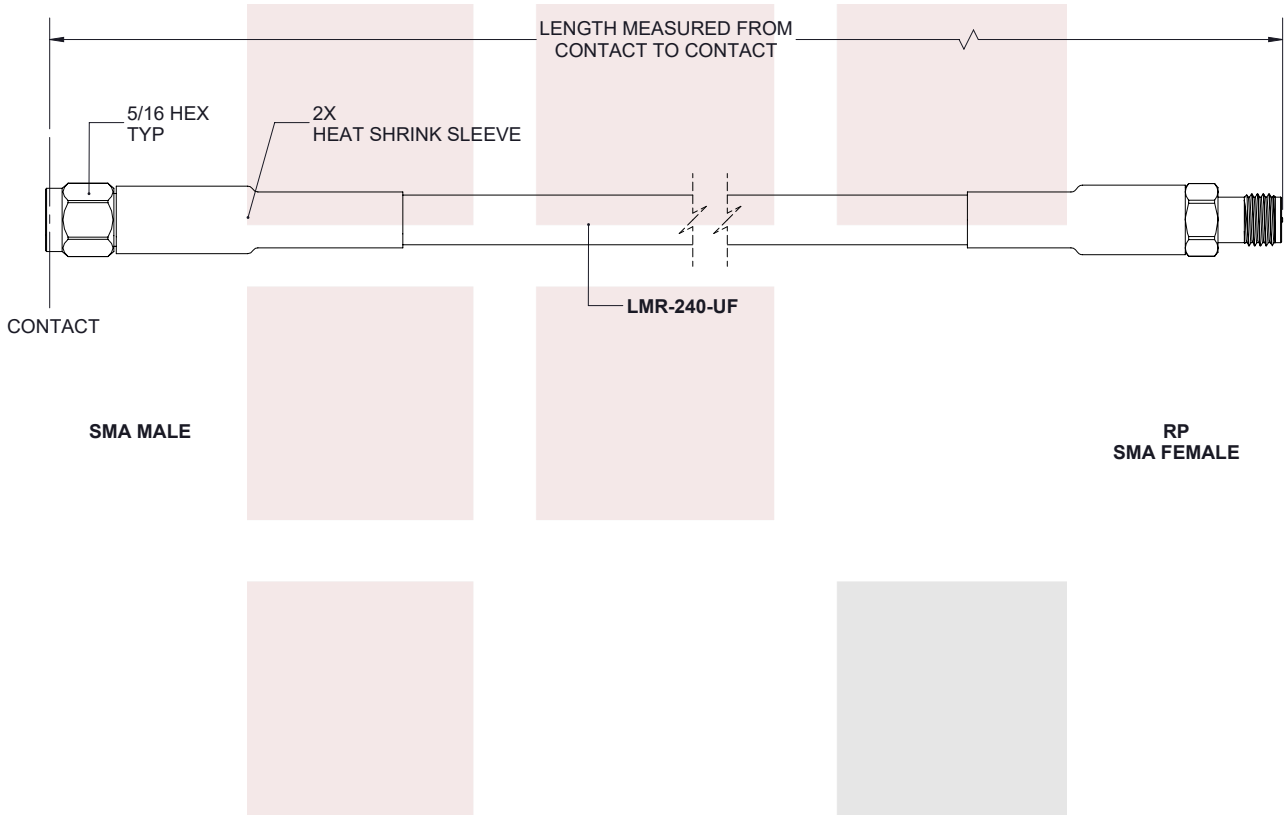 LENGTH MEASURED FROM
CONTACT TO CONTACT
5/16 HEX
TYP
2X
HEAT SHRINK SLEEVE
LMR-240-UF
CONTACT
SMA MALE
RP
SMA FEMALE